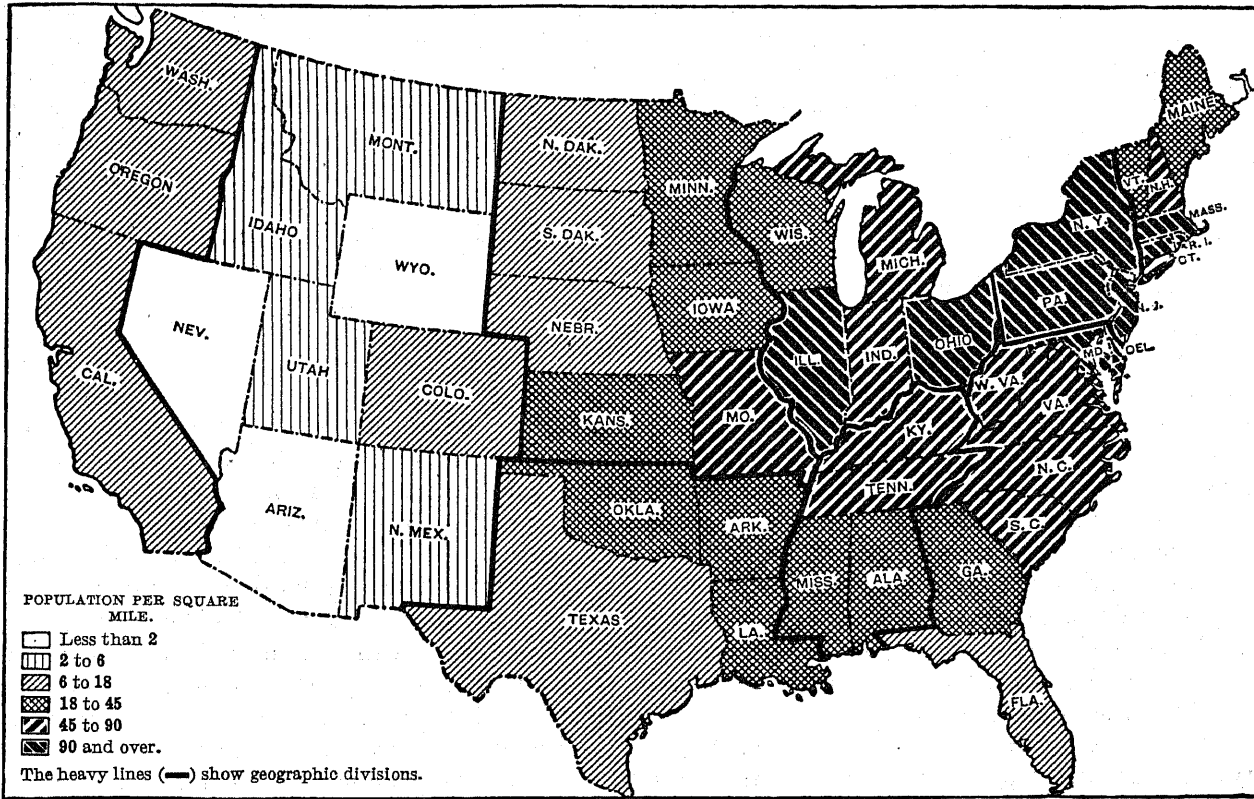 WASH.
OREGON
CAL.
NEV.
IDAHO
MONT.
WYO.
UTAH
COLO.
ARIZ.
N. MEX.
N. DAK.
S. DAK.
NEBR.
KANS.
OKLA.
TEXAS
MINN.
IOWA.
MO.
ARK.
LA.
WIS.
ILL.
MICH.
IND.
OHIO
KY.
TENN.
MISS.
ALA.
GA.
FLA.
S. C.
N. C.
VA.
W. VA.
MD.
DEL.
PA.
N. J.
N. Y.
CT.
R. I.
MASS.
VT.
N.H.
MAINE
POPULATION PER SQUARE
MILE.
Less than 2
2 to 6
6 to 18
18 to 45
45 to 90
90 and over.
The heavy lines (━) show geographic divisions.